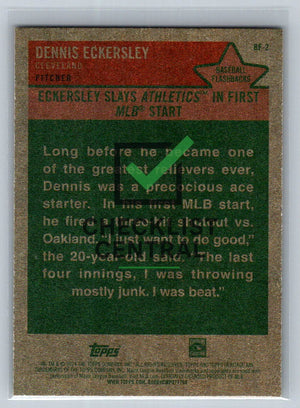 DENNIS ECKERSLEY
CLEVELAND
PITCHER
BF-2
BASEBALL
FLASHBACKS
ECKERSLEY SLAYS ATHLETICS™ IN FIRST
MLB® START
Long before he became one
of the greatest relievers ever,
Dennis was a precocious ace
starter. In his first MLB start,
he fired a three-hit shutout vs.
Oakland. "I just want to do good,"
the 20-year-old said. "The last
four innings, I was throwing
mostly junk. I was beat."
CHECKLIST
CENTRAL
topps